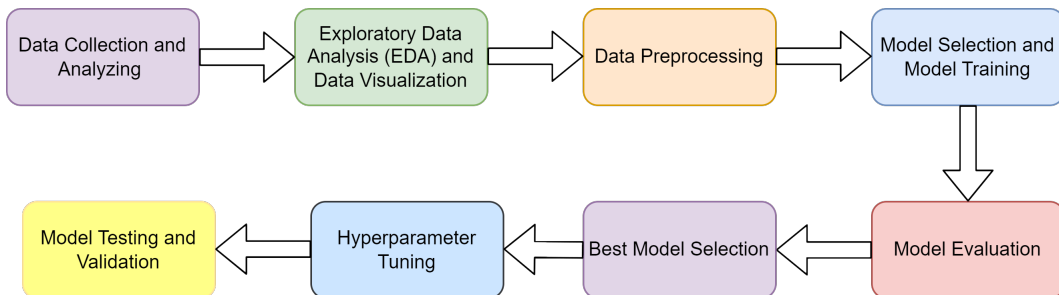 Data Collection and
Analyzing
Exploratory Data
Analysis (EDA) and
Data Visualization
Data Preprocessing
Model Selection and
Model Training
Model Evaluation
Best Model Selection
Hyperparameter
Tuning
Model Testing and
Validation